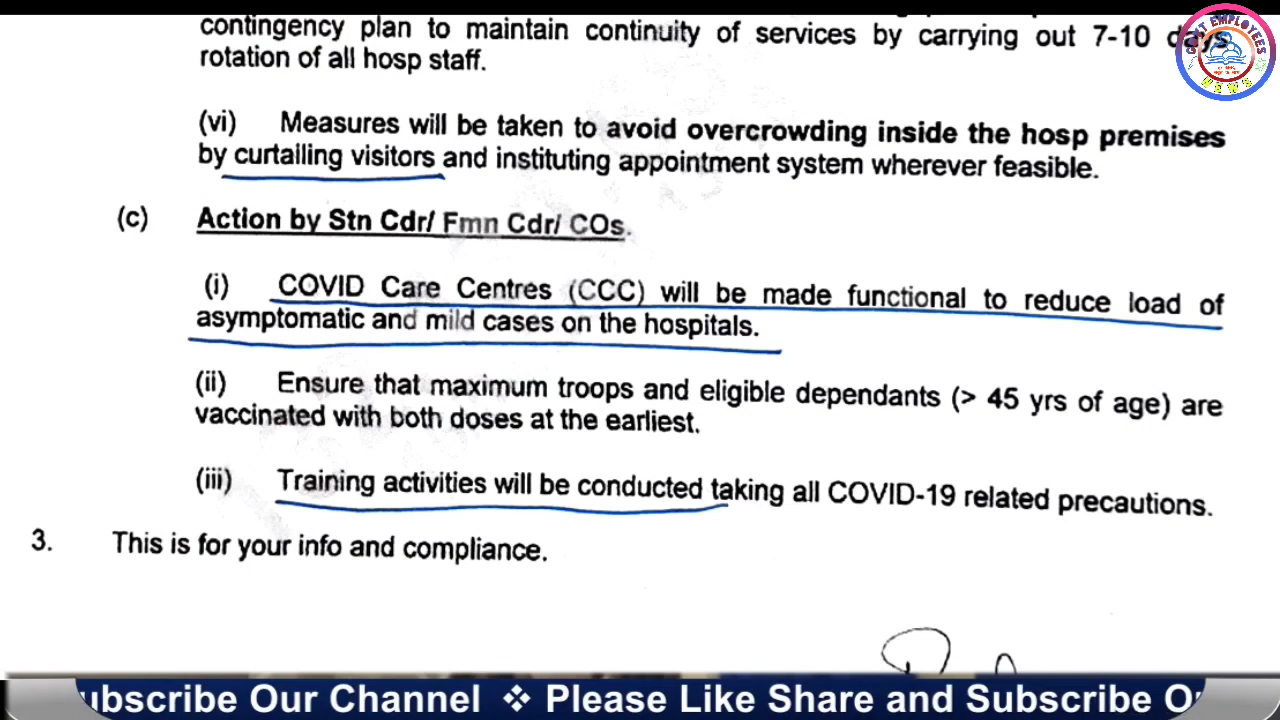 contingency plan to maintain continuity of services by carrying out 7-10 days
rotation of all hosp staff.
(vi) Measures will be taken to avoid overcrowding inside the hosp premises
by curtailing visitors and instituting appointment system wherever feasible.
(c) Action by Stn Cdr/ Fmn Cdr/ COs.
(i) COVID Care Centres (CCC) will be made functional to reduce load of
asymptomatic and mild cases on the hospitals.
(ii) Ensure that maximum troops and eligible dependants (> 45 yrs of age) are
vaccinated with both doses at the earliest.
(iii) Training activities will be conducted taking all COVID-19 related precautions.
3. This is for your info and compliance.
GOVT EMPLOYEES
NEWS
ubscribe Our Channel ❖ Please Like Share and Subscribe O